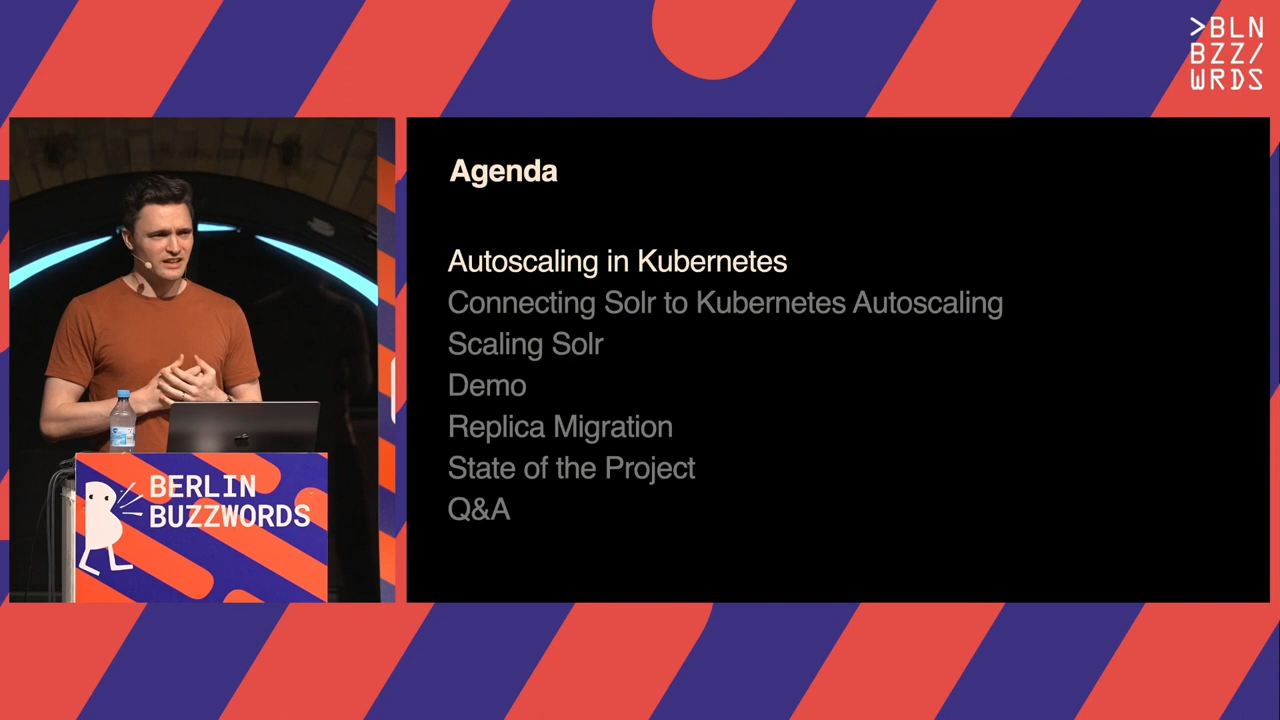 >BLN
BZZ/
WRDS
Agenda
Autoscaling in Kubernetes
Connecting Solr to Kubernetes Autoscaling
Scaling Solr
Demo
Replica Migration
State of the Project
Q&A
BERLIN
BUZZWORDS